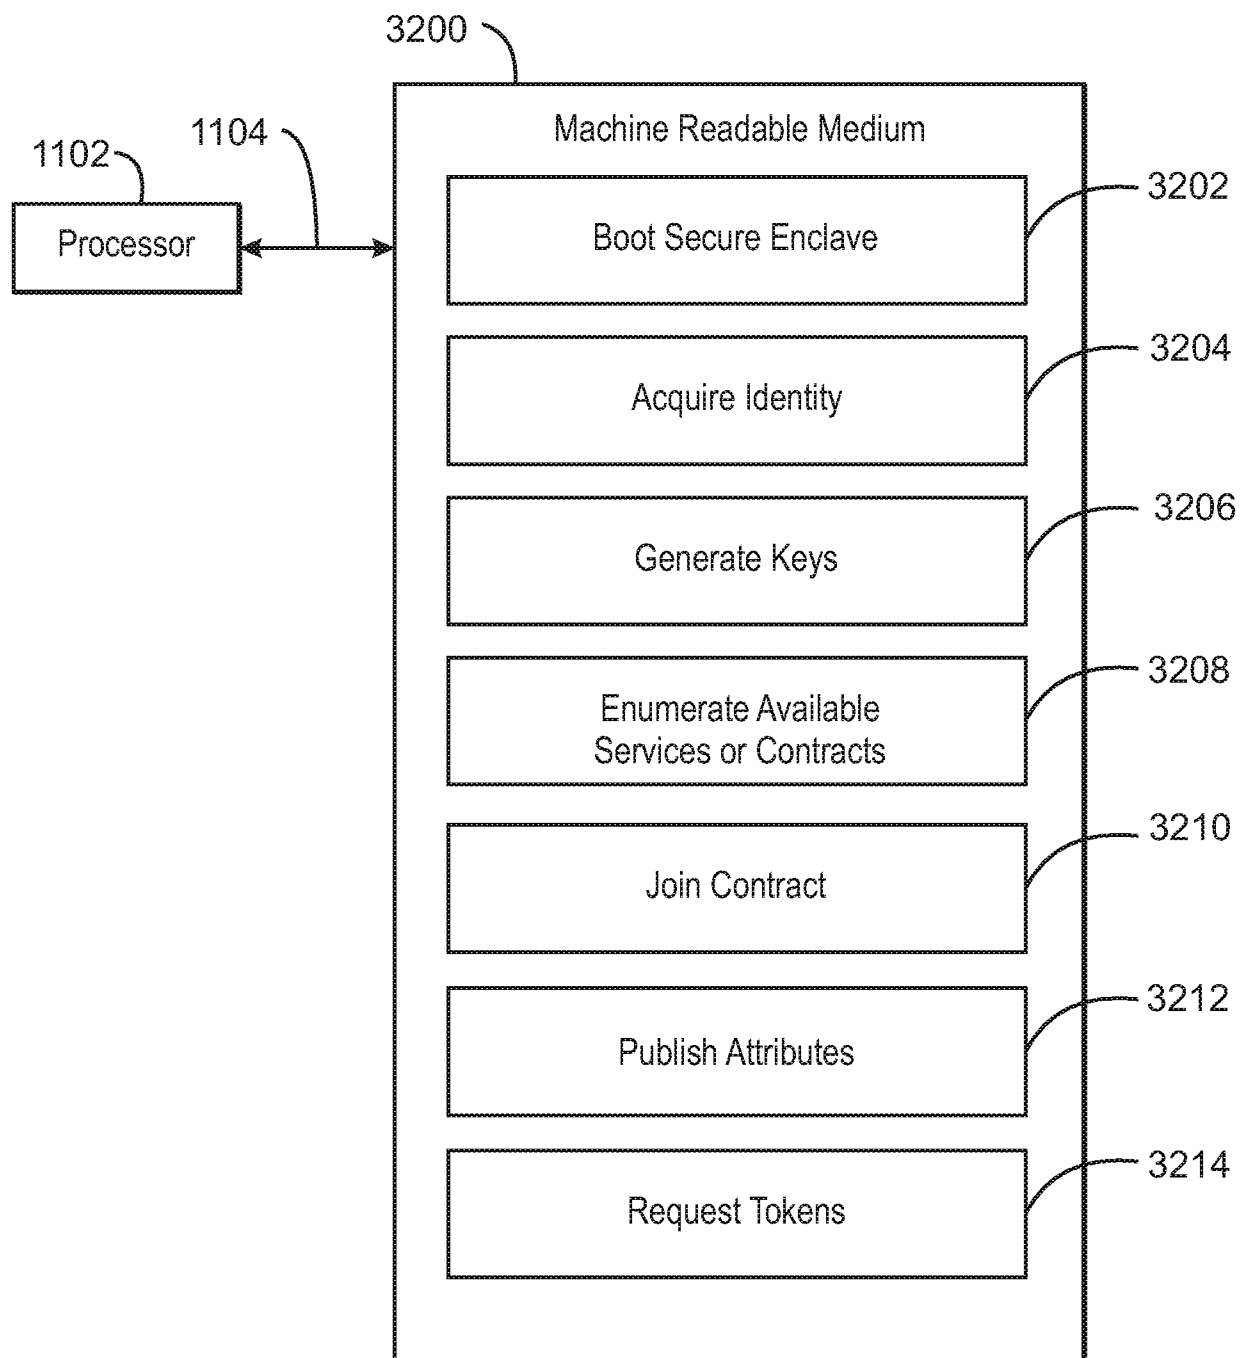 3200
Machine Readable Medium
1104
1102
Processor
Boot Secure Enclave
3202
Acquire Identity
3204
Generate Keys
3206
Enumerate Available
Services or Contracts
3208
Join Contract
3210
Publish Attributes
3212
Request Tokens
3214